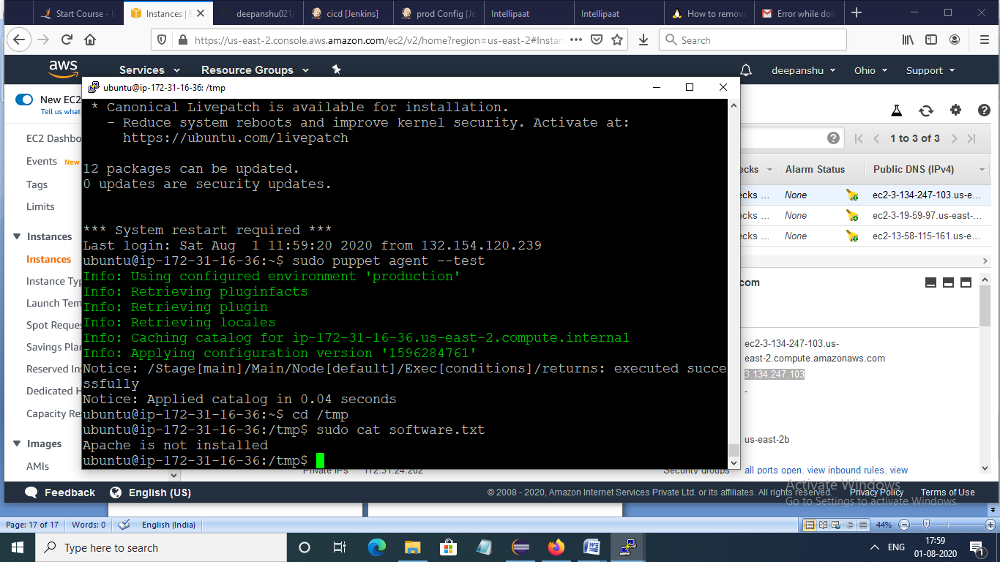 Start Course - I
Instances | E
deepanshu021/
cicd [Jenkins]
prod Config [Je
Intellipaat
Intellipaat
How to remove
Error while doin
https://us-east-2.console.aws.amazon.com/ec2/v2/home?region=us-east-2#Instan
Search
aws
Services
Resource Groups
deepanshu
Ohio
Support
ubuntu@ip-172-31-16-36: /tmp
New EC2
Tell us what
EC2 Dashbo
Events New
Tags
Limits
Instances
Instances
Instance Typ
Launch Tem
Spot Reques
Savings Plan
Reserved Ins
Dedicated H
Capacity Res
Images
AMIs
* Canonical Livepatch is available for installation.
- Reduce system reboots and improve kernel security. Activate at:
https://ubuntu.com/livepatch
12 packages can be updated.
0 updates are security updates.
*** System restart required ***
Last login: Sat Aug  1 11:59:20 2020 from 132.154.120.239
ubuntu@ip-172-31-16-36:~$ sudo puppet agent --test
Info: Using configured environment 'production'
Info: Retrieving pluginfacts
Info: Retrieving plugin
Info: Retrieving locales
Info: Caching catalog for ip-172-31-16-36.us-east-2.compute.internal
Info: Applying configuration version '1596284761'
Notice: /Stage[main]/Main/Node[default]/Exec[conditions]/returns: executed succe
ssfully
Notice: Applied catalog in 0.04 seconds
ubuntu@ip-172-31-16-36:~$ cd /tmp
ubuntu@ip-172-31-16-36:/tmp$ sudo cat software.txt
Apache is not installed
ubuntu@ip-172-31-16-36:/tmp$
1 to 3 of 3
ecks
Alarm Status
Public DNS (IPv4)
ecks ...
None
ec2-3-134-247-103.us-e...
ecks ...
None
ec2-3-19-59-97.us-east-...
ecks ...
None
ec2-13-58-115-161.us-e...
com
ec2-3-134-247-103.us-
east-2.compute.amazonaws.com
3.134.247.103
-
us-east-2b
Private IPs
172.31.24.202
Security groups
all ports open. view inbound rules. view
Feedback
English (US)
© 2008 - 2020, Amazon Internet Services Private Ltd. or its affiliates. All rights reserved.
Privacy Policy
Terms of Use
Activate Windows
Go to Settings to activate Windows.
Page: 17 of 17
Words: 0
English (India)
44%
Type here to search
ENG
17:59
01-08-2020
1